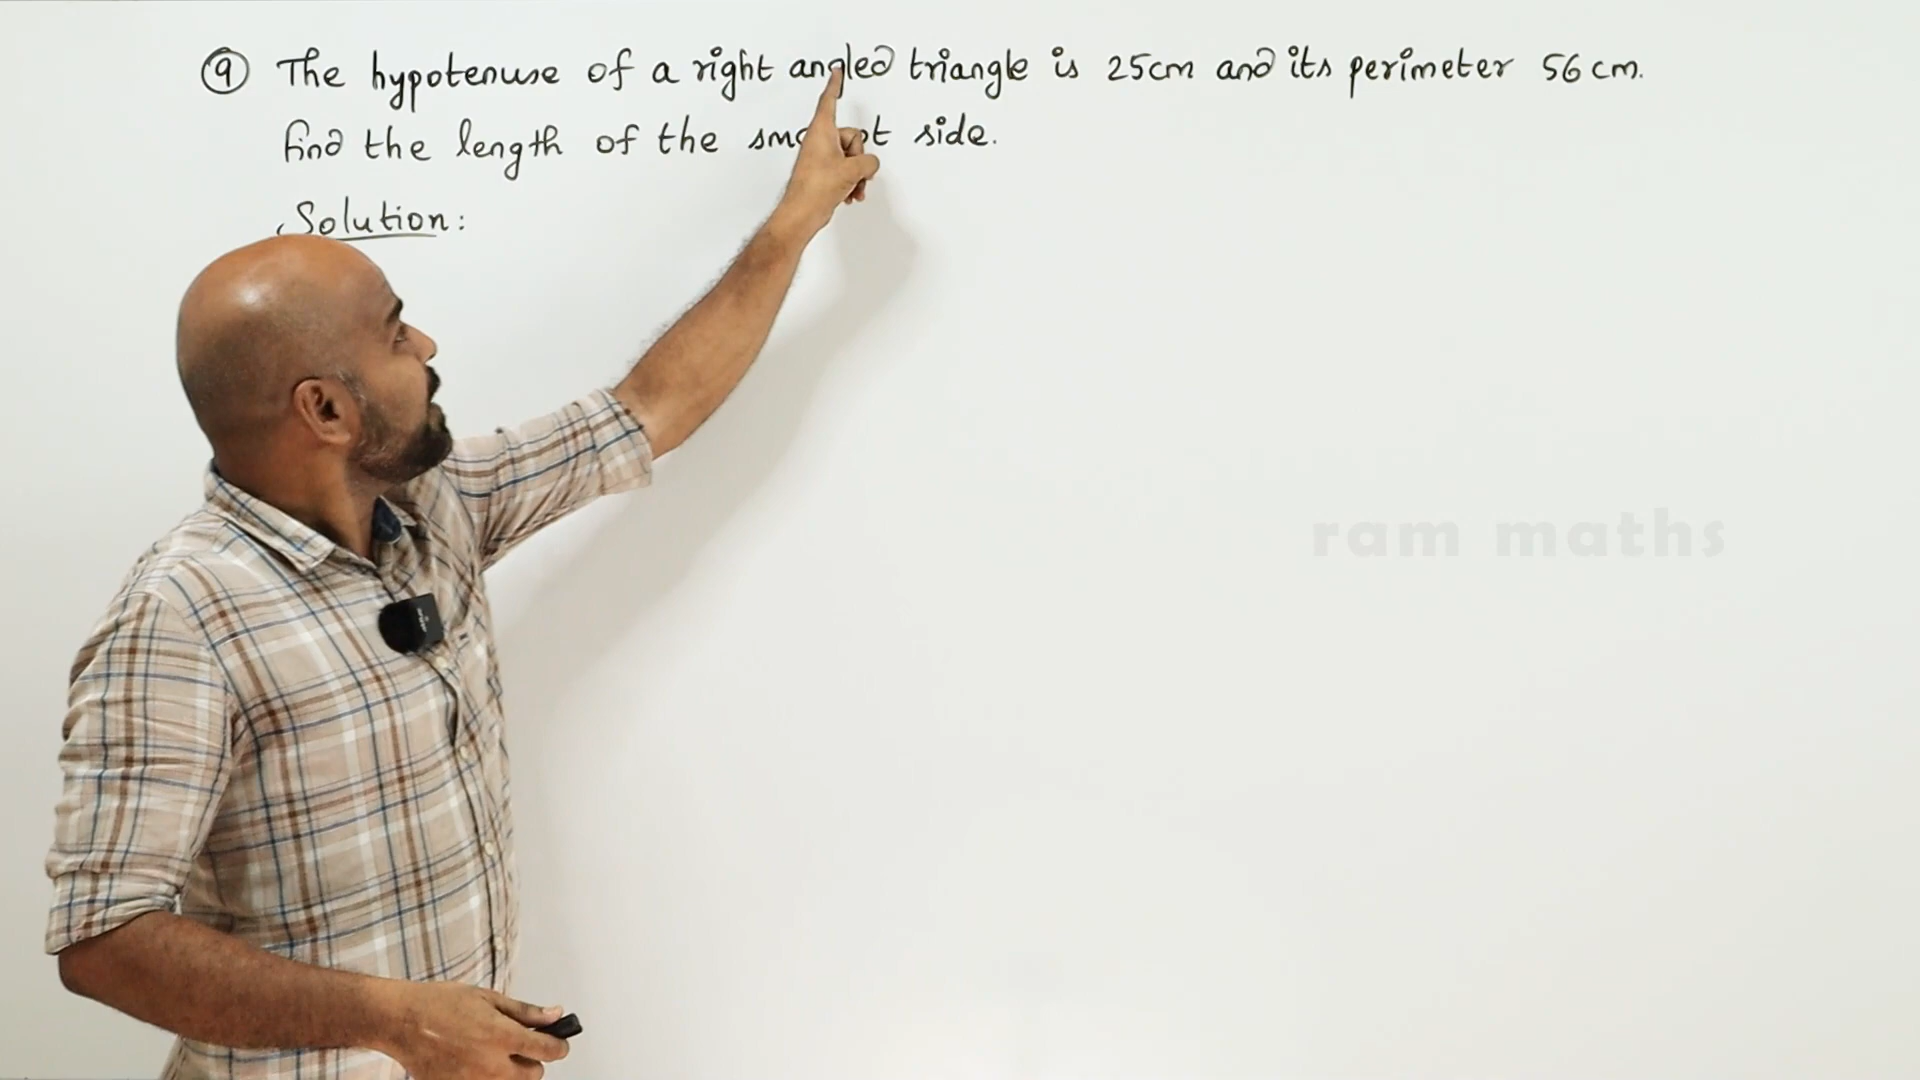 9 The hypotenuse of a right angled triangle is 25cm and its perimeter 56 cm.
find the length of the side.
Solution:
ram maths